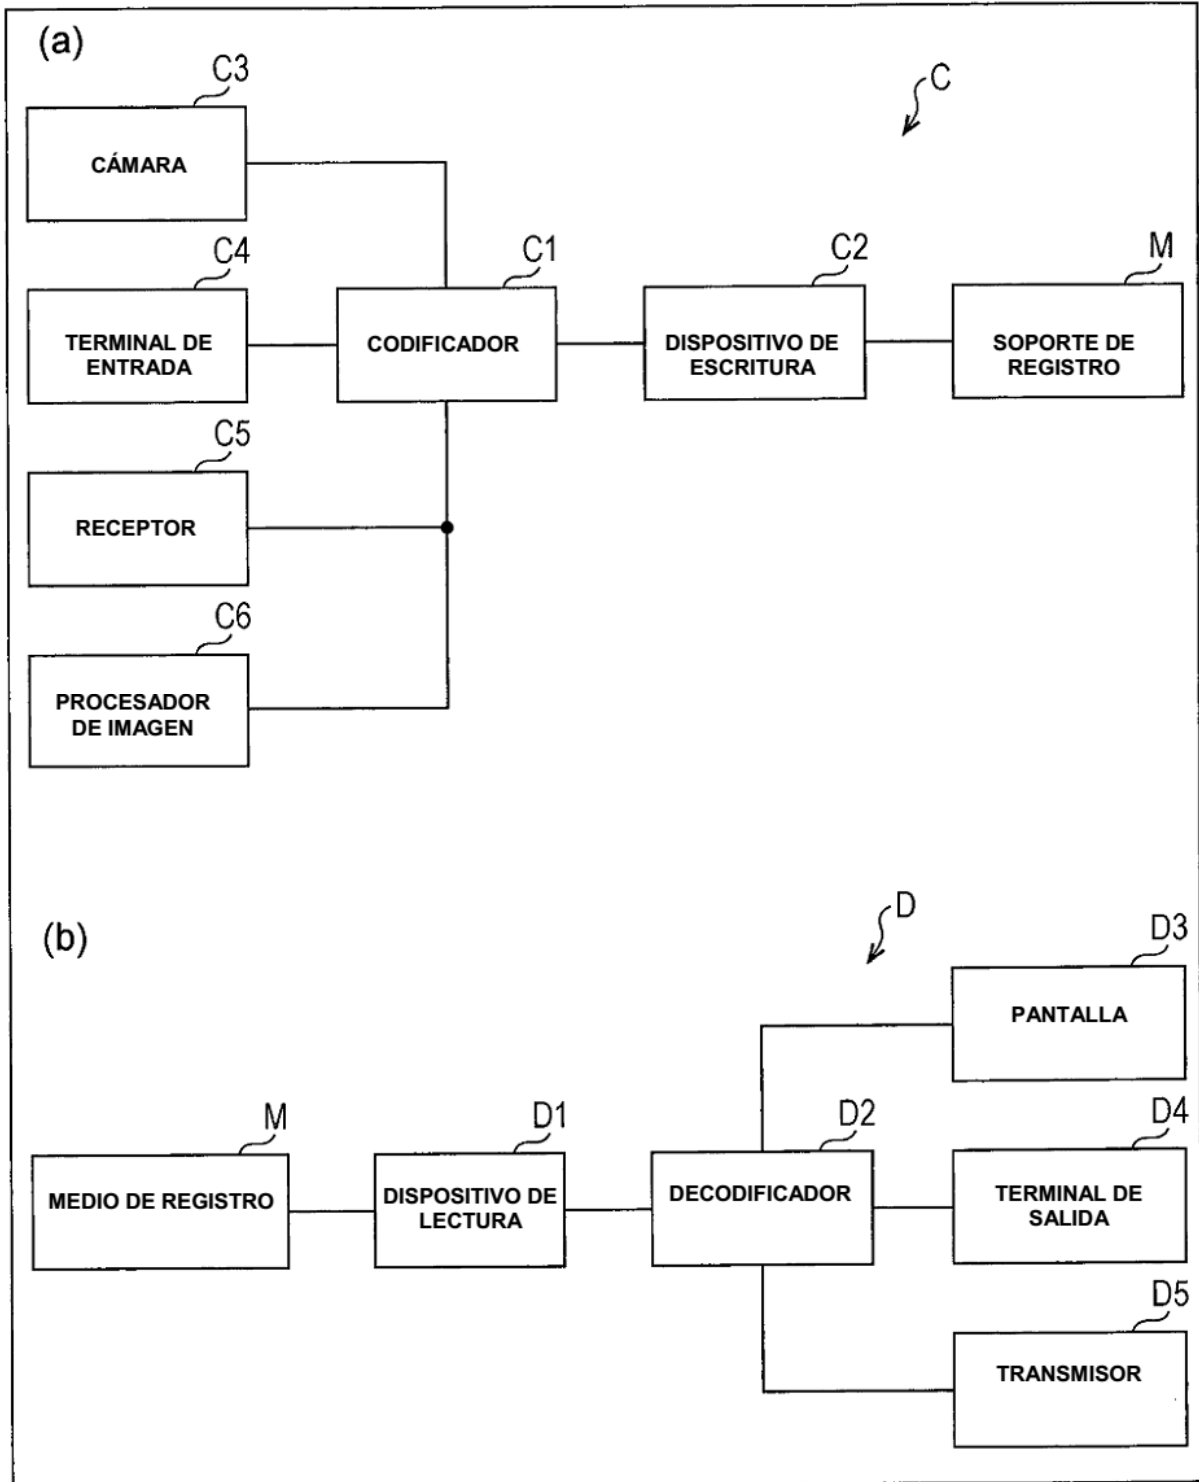 (a)
C3
C
CÁMARA
C4
C1
C2
M
TERMINAL DE
ENTRADA
CODIFICADOR
DISPOSITIVO DE
ESCRITURA
SOPORTE DE
REGISTRO
C5
RECEPTOR
C6
PROCESADOR
DE IMAGEN
(b)
D
D3
PANTALLA
M
D1
D2
D4
MEDIO DE REGISTRO
DISPOSITIVO DE
LECTURA
DECODIFICADOR
TERMINAL DE
SALIDA
D5
TRANSMISOR